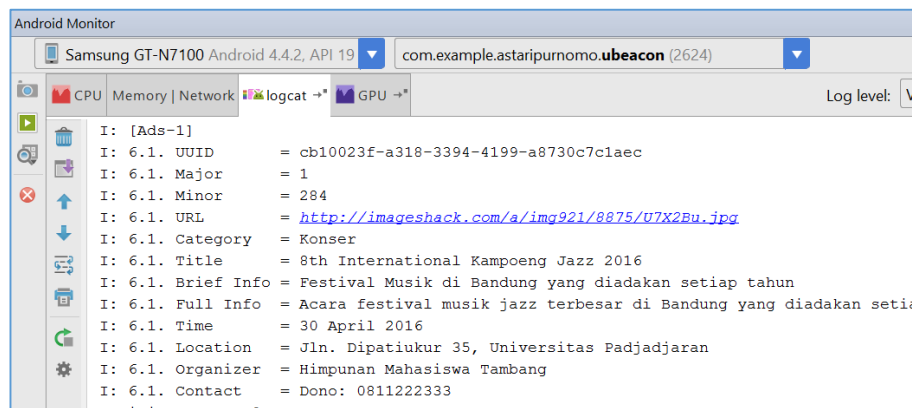 Android Monitor
Samsung GT-N7100 Android 4.4.2, API 19 com.example.astaripurnomo.ubeacon (2624)
CPU Memory | Network logcat GPU Log level:
I: [Ads-1]
I: 6.1. UUID = cb10023f-a318-3394-4199-a8730c7c1aec
I: 6.1. Major = 1
I: 6.1. Minor = 284
I: 6.1. URL = http://imageshack.com/a/img921/8875/U7X2Bu.jpg
I: 6.1. Category = Konser
I: 6.1. Title = 8th International Kampoeng Jazz 2016
I: 6.1. Brief Info = Festival Musik di Bandung yang diadakan setiap tahun
I: 6.1. Full Info = Acara festival musik jazz terbesar di Bandung yang diadakan
I: 6.1. Time = 30 April 2016
I: 6.1. Location = Jln. Dipatiukur 35, Universitas Padjadjaran
I: 6.1. Organizer = Himpunan Mahasiswa Tambang
I: 6.1. Contact = Dono: 0811222333